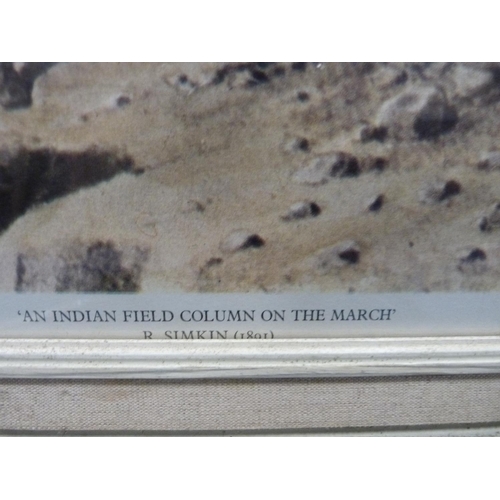 'AN INDIAN FIELD COLUMN ON THE MARCH'
R. SIMKIN (1891)